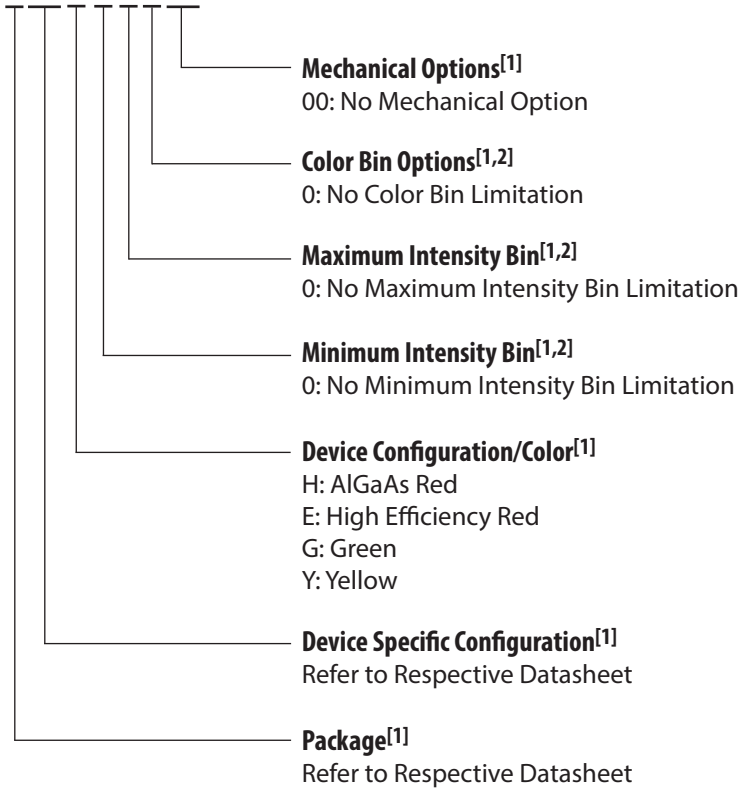 Mechanical Options[1]
00: No Mechanical Option
Color Bin Options[1,2]
0: No Color Bin Limitation
Maximum Intensity Bin[1,2]
0: No Maximum Intensity Bin Limitation
Minimum Intensity Bin[1,2]
0: No Minimum Intensity Bin Limitation
Device Configuration/Color[1]
H: AlGaAs Red
E: High Efficiency Red
G: Green
Y: Yellow
Device Specific Configuration[1]
Refer to Respective Datasheet
Package[1]
Refer to Respective Datasheet